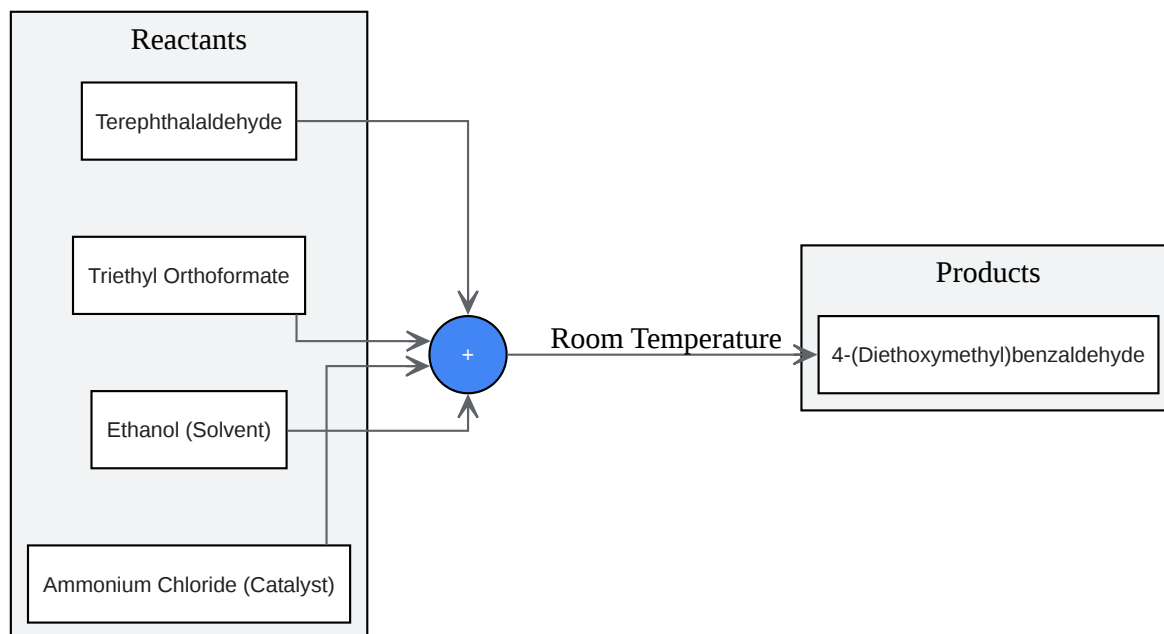 Reactants
Terephthalaldehyde
Triethyl Orthoformate
Ethanol (Solvent)
Ammonium Chloride (Catalyst)
+
Room Temperature
Products
4-(Diethoxymethyl)benzaldehyde